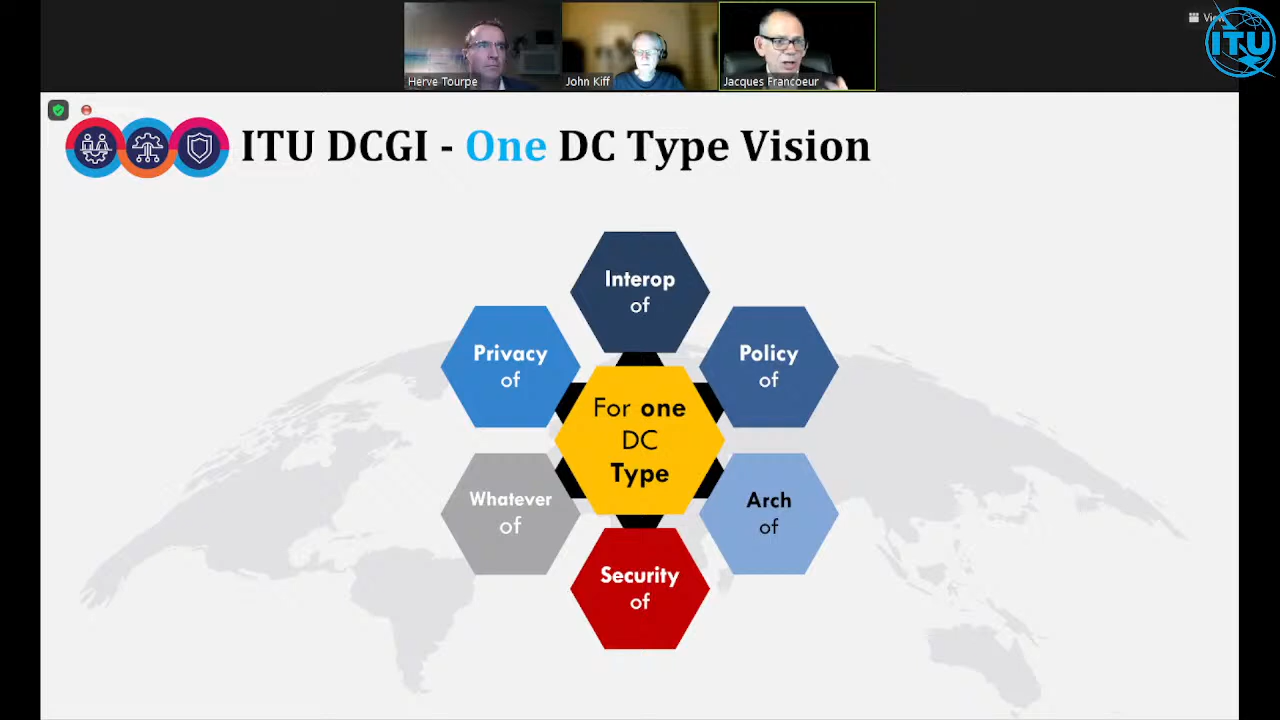 View
ITU
Herve Tourpe
John Kiff
Jacques Francoeur
ITU DCGI - One DC Type Vision
Interop
of
Privacy
of
Policy
of
For one
DC
Type
Whatever
of
Arch
of
Security
of